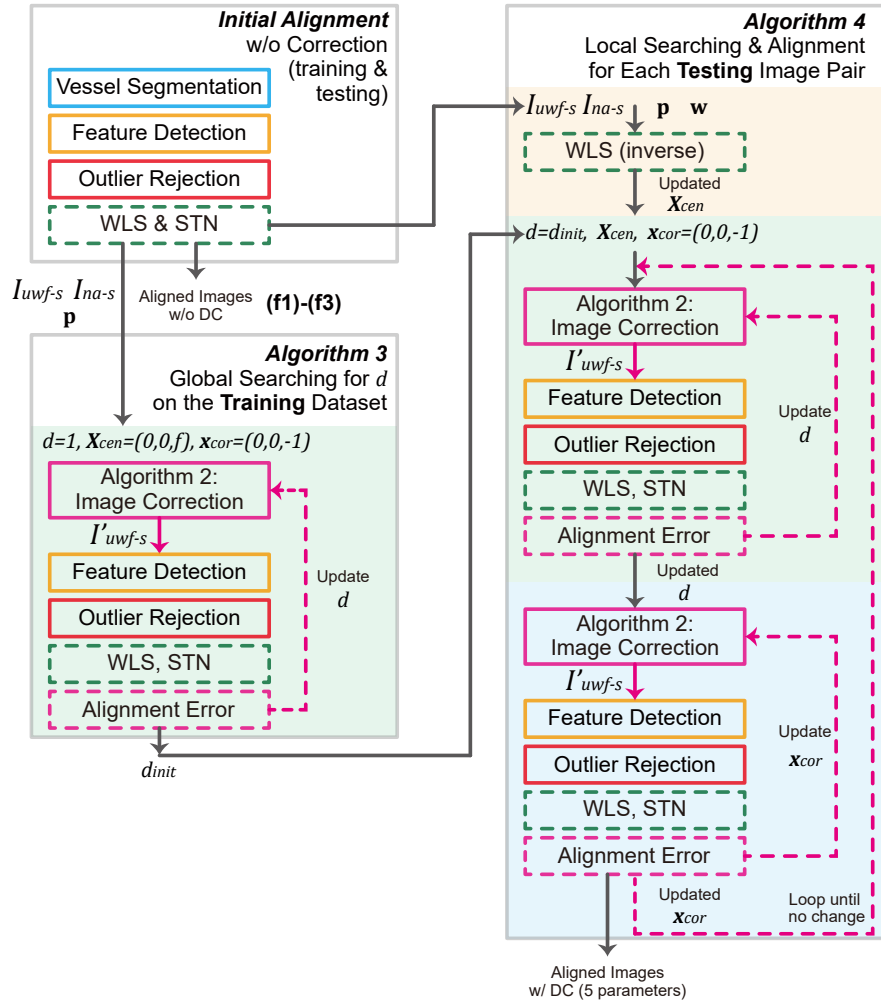 Initial Alignment
w/o Correction
(training &
testing)
Vessel Segmentation
Feature Detection
Outlier Rejection
WLS & STN
Iuwf-s Ina-s
p
Aligned Images
w/o DC
(f1)-(f3)
Algorithm 3
Global Searching for d
on the Training Dataset
d=1, Xcen=(0,0,f), xcor=(0,0,-1)
Algorithm 2:
Image Correction
I'uwf-s
Feature Detection
Update
d
Outlier Rejection
WLS, STN
Alignment Error
dinit
Algorithm 4
Local Searching & Alignment
for Each Testing Image Pair
Iuwf-s Ina-s p w
WLS (inverse)
Updated
Xcen
d=dinit, Xcen, xcor=(0,0,-1)
Algorithm 2:
Image Correction
I'uwf-s
Feature Detection
Update
d
Outlier Rejection
WLS, STN
Alignment Error
Updated
d
Algorithm 2:
Image Correction
I'uwf-s
Feature Detection
Update
xcor
Outlier Rejection
WLS, STN
Alignment Error
Updated
xcor
Loop until
no change
Aligned Images
w/ DC (5 parameters)